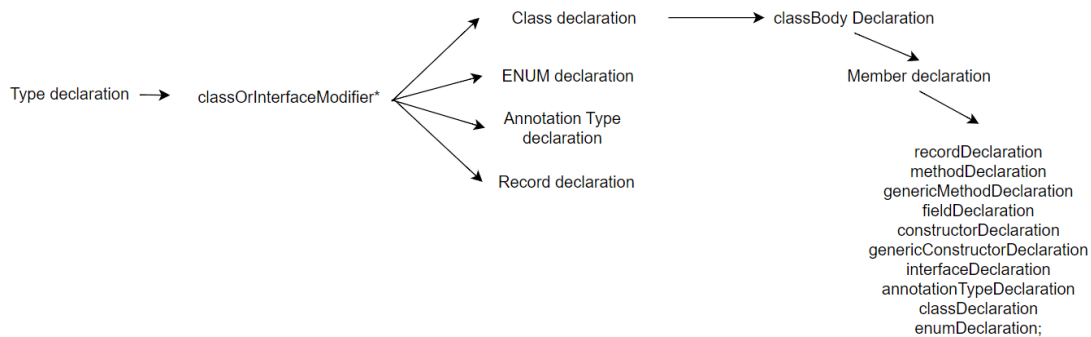 Class declaration
classBody Declaration
ENUM declaration
Member declaration
Type declaration
classOrInterfaceModifier*
Annotation Type
declaration
Record declaration
recordDeclaration
methodDeclaration
genericMethodDeclaration
fieldDeclaration
constructorDeclaration
genericConstructorDeclaration
interfaceDeclaration
annotationTypeDeclaration
classDeclaration
enumDeclaration;